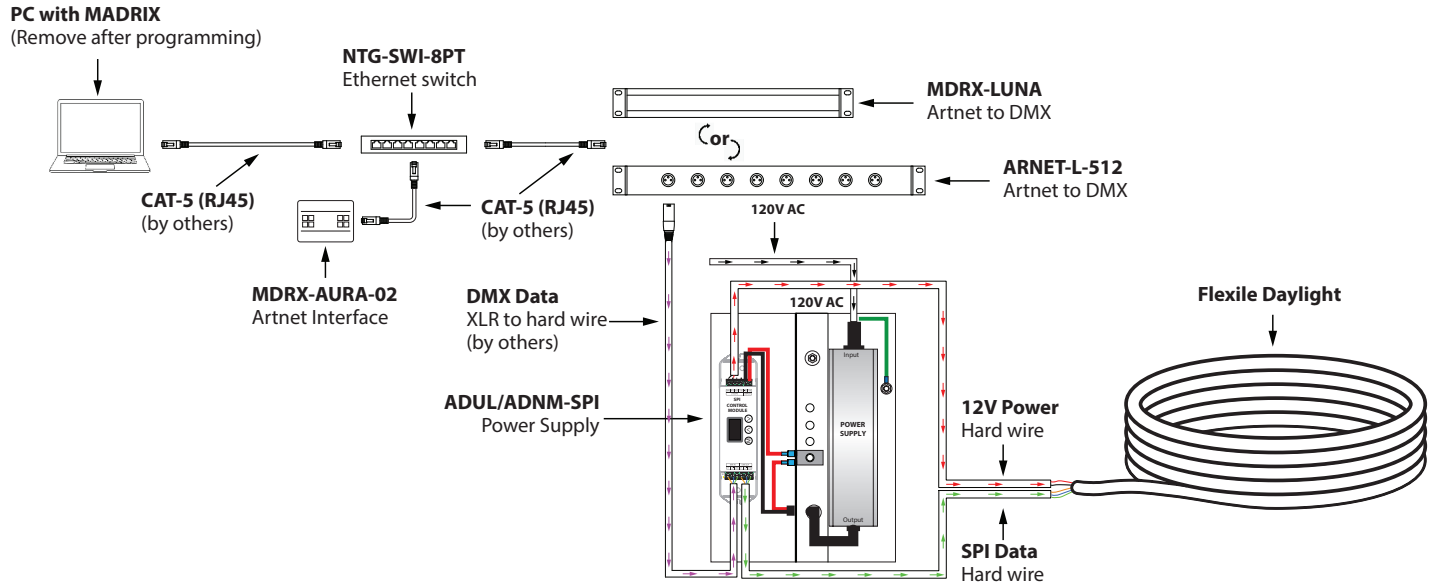 PC with MADRIX
(Remove after programming)
NTG-SWI-8PT
Ethernet switch
MDRX-LUNA
Artnet to DMX
or
ARNET-L-512
Artnet to DMX
CAT-5 (RJ45)
(by others)
CAT-5 (RJ45)
(by others)
120V AC
MDRX-AURA-02
Artnet Interface
DMX Data
XLR to hard wire
(by others)
120V AC
Flexile Daylight
Input
SPI
CONTROL
MODULE
ADUL/ADNM-SPI
Power Supply
POWER
SUPPLY
12V Power
Hard wire
Output
SPI Data
Hard wire